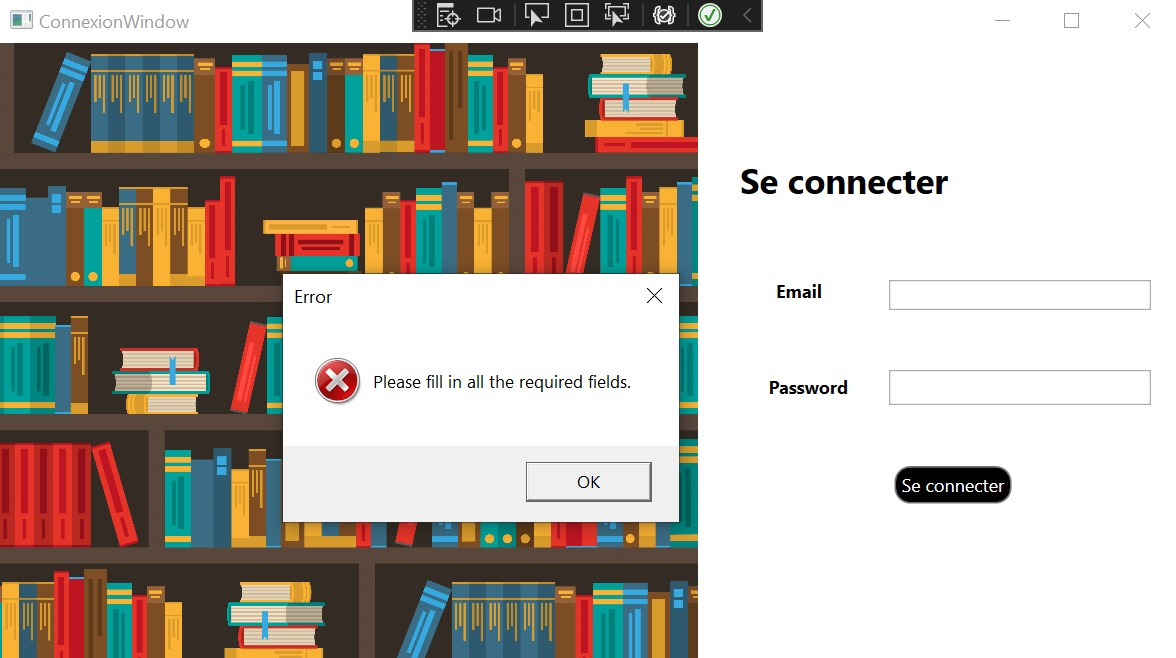 ConnexionWindow
Se connecter
Error
Email
Please fill in all the required fields.
Password
OK
Se connecter